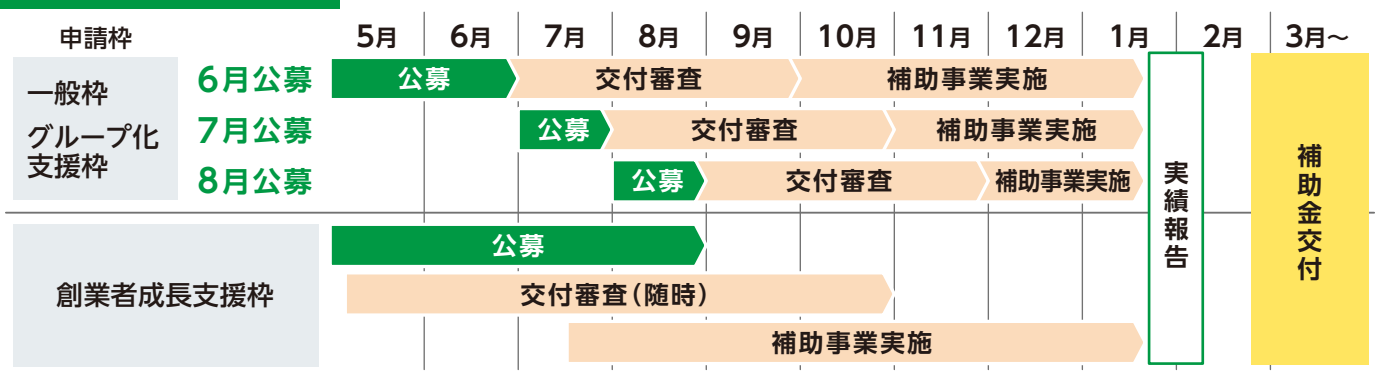 申請枠
5月 6月 7月 8月 9月 10月 11月 12月 1月 2月 3月~
一般枠
グループ化
支援枠
6月公募 公募 交付審査 補助事業実施
7月公募 公募 交付審査 補助事業実施
8月公募 公募 交付審査 補助事業実施
創業者成長支援枠
公募
交付審査(随時)
補助事業実施
実績報告
補助金交付